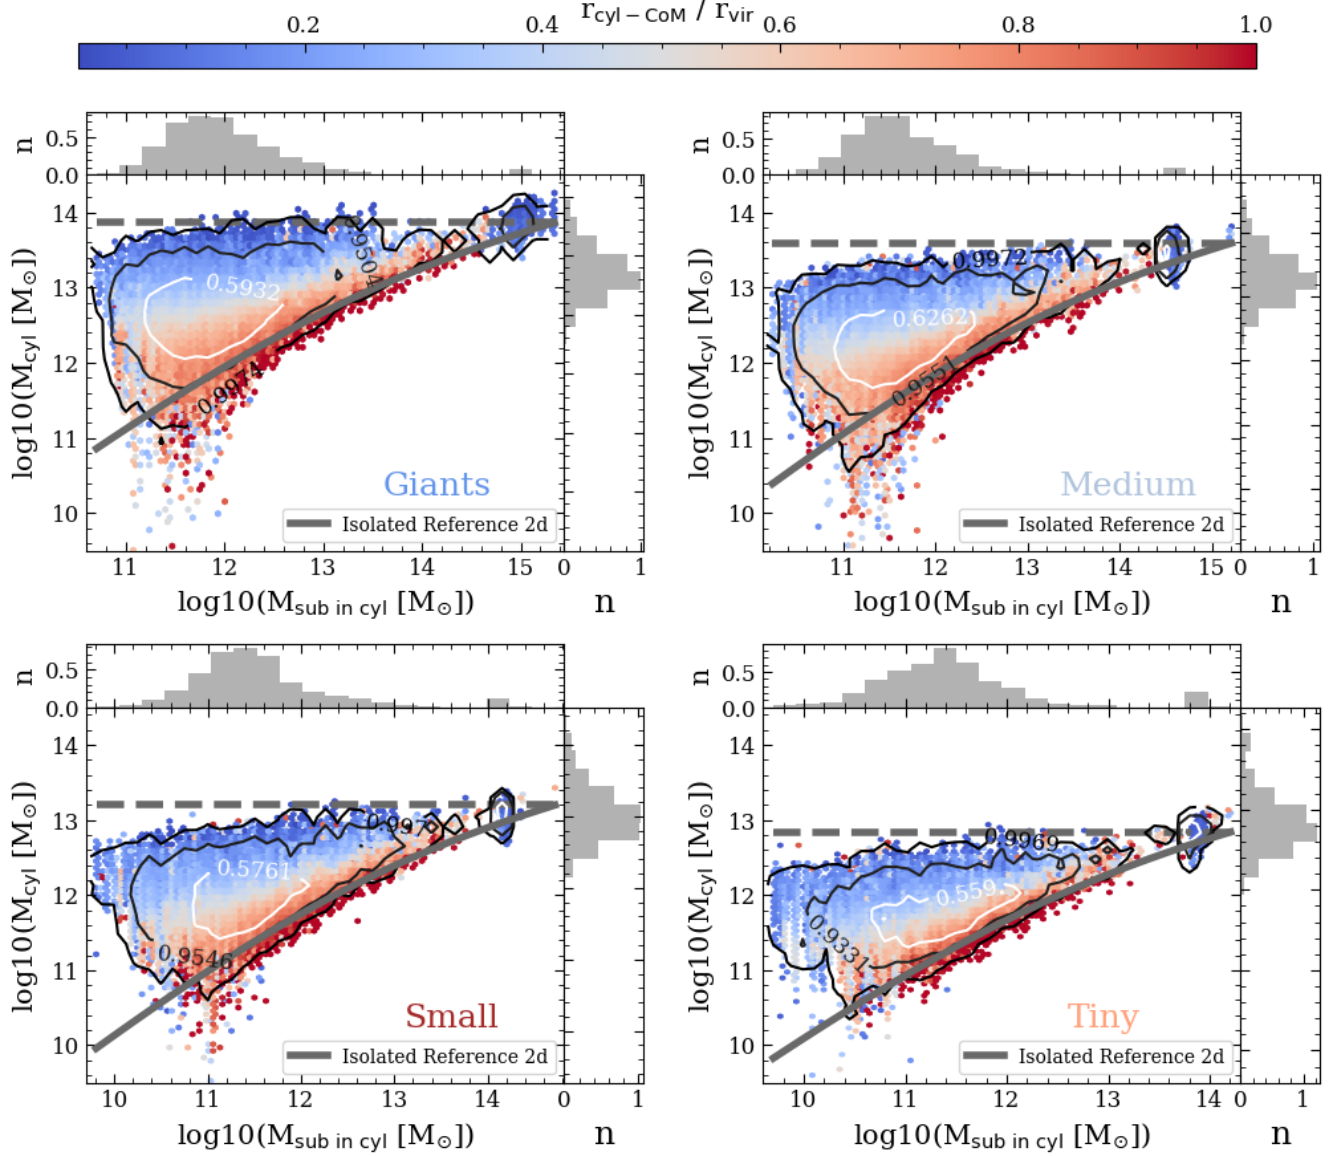 r_cyl−CoM / r_vir
0.2 0.4 0.6 0.8 1.0
n
0.5
0.0
n
0.5
0.0
log10(M_cyl [M_⊙])
14
13
12
11
10
0.5932
0.9974
Giants
Isolated Reference 2d
11 12 13 14 15 0 1
log10(M_sub in cyl [M_⊙])
n
log10(M_cyl [M_⊙])
14
13
12
11
10
0.9972
0.6262
0.9551
Medium
Isolated Reference 2d
11 12 13 14 15 0 1
log10(M_sub in cyl [M_⊙])
n
n
0.5
0.0
n
0.5
0.0
log10(M_cyl [M_⊙])
14
13
12
11
10
0.997
0.5761
0.9546
Small
Isolated Reference 2d
10 11 12 13 14 0 1
log10(M_sub in cyl [M_⊙])
n
log10(M_cyl [M_⊙])
14
13
12
11
10
0.9969
0.559
0.9331
Tiny
Isolated Reference 2d
10 11 12 13 14 0 1
log10(M_sub in cyl [M_⊙])
n